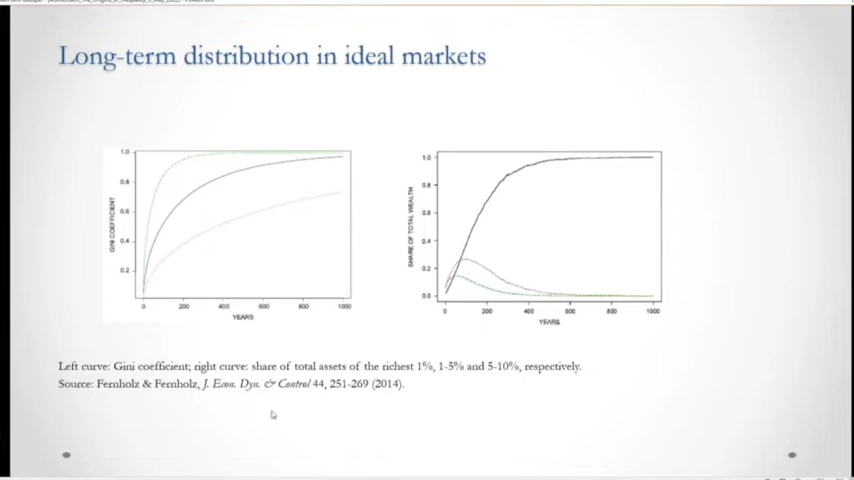 Long-term distribution in ideal markets
1.0
0.8
0.6
0.4
0.2
GINI COEFFICIENT
0 200 400 600 800 1000
YEARS
1.0
0.8
0.6
0.4
0.2
0.0
SHARE OF TOTAL WEALTH
0 200 400 600 800 1000
YEARS
Left curve: Gini coefficient; right curve: share of total assets of the richest 1%, 1-5% and 5-10%, respectively.
Source: Fernholz & Fernholz, J. Econ. Dyn. & Control 44, 251-269 (2014).